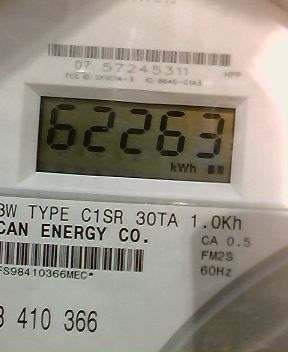 07 57245311 HPP
62263
kWh
3W TYPE C1SR 30TA 1.0Kh
CAN ENERGY CO. CA 0.5
FM2S
FS98410366MEC* 60Hz
3 410 366